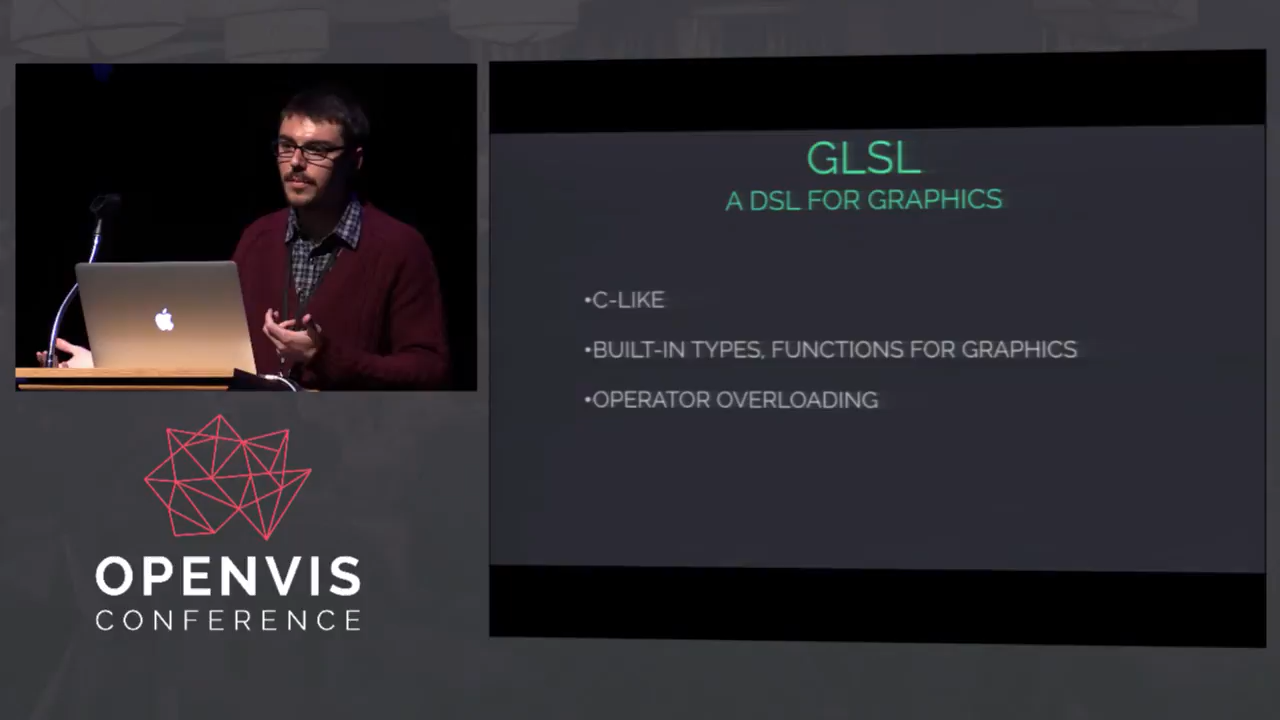 GLSL
A DSL FOR GRAPHICS
•C-LIKE
•BUILT-IN TYPES, FUNCTIONS FOR GRAPHICS
•OPERATOR OVERLOADING
OPENVIS
CONFERENCE